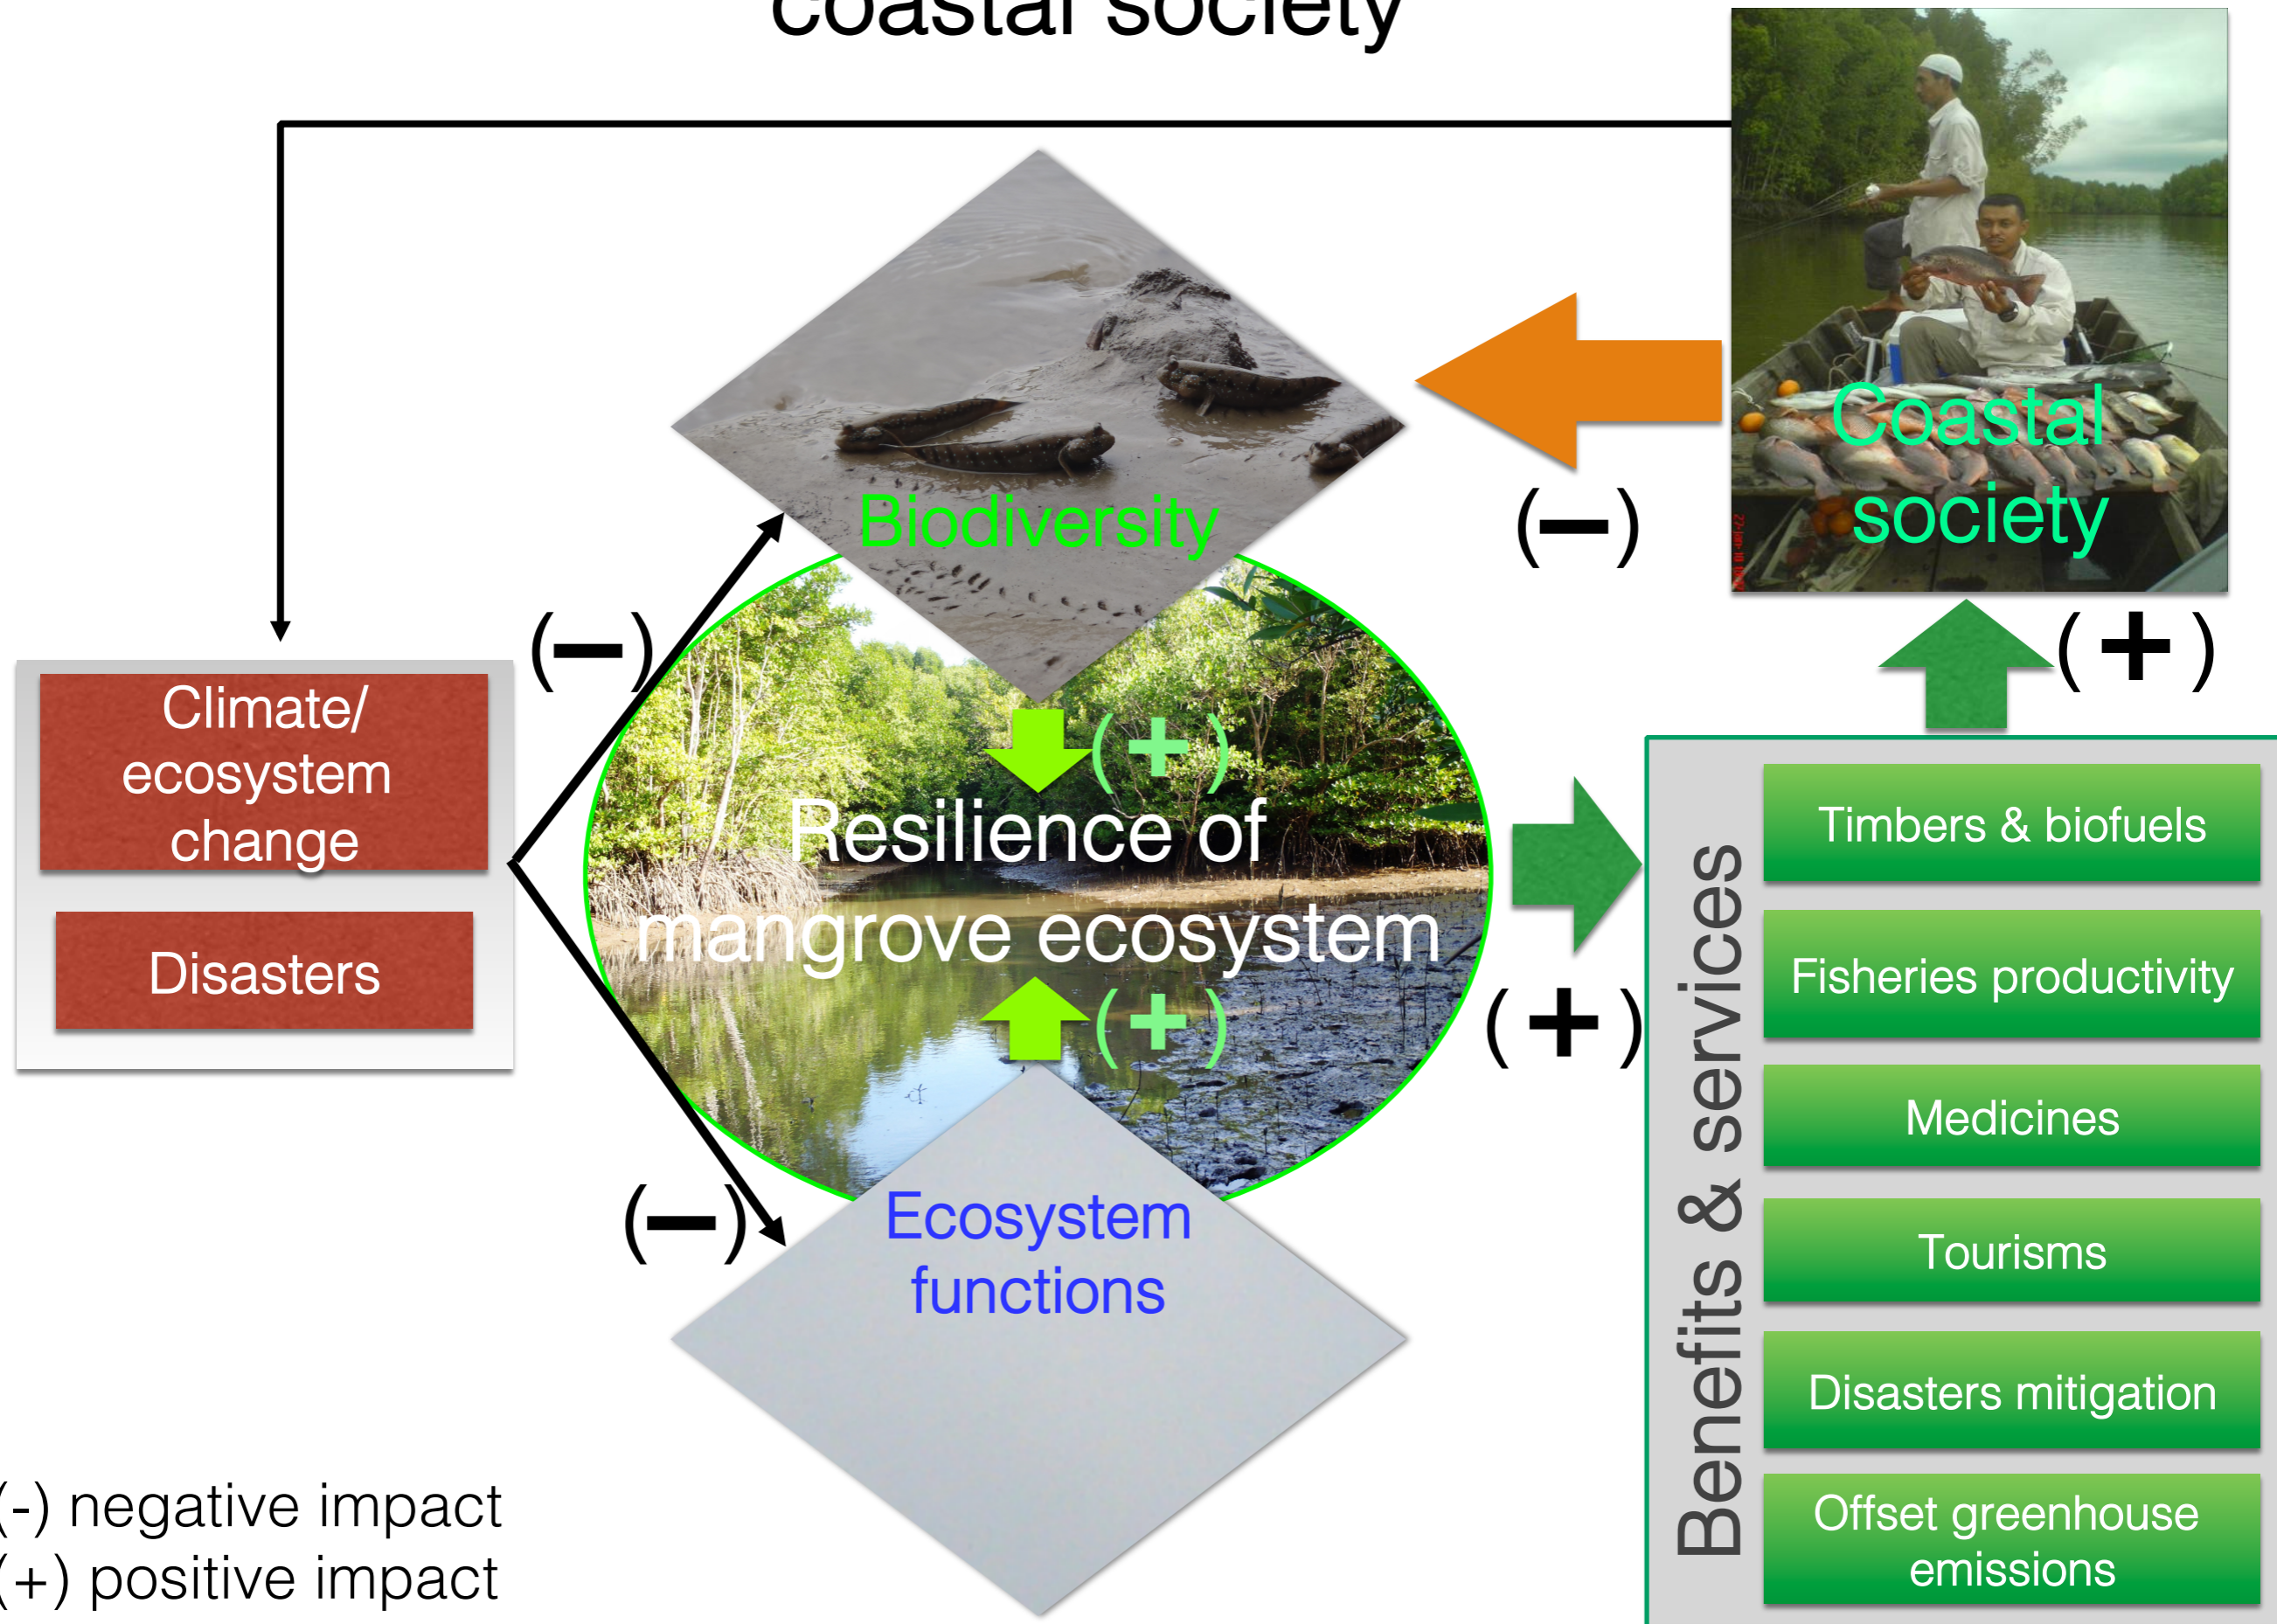 coastal society
Coastal
society
(–)
(+)
Biodiversity
(–)
Climate/
ecosystem
change
Disasters
(+)
Resilience of
mangrove ecosystem
(+)
(+)
(–)
Ecosystem
functions
Benefits & services
Timbers & biofuels
Fisheries productivity
Medicines
Tourisms
Disasters mitigation
Offset greenhouse
emissions
(-) negative impact
(+) positive impact